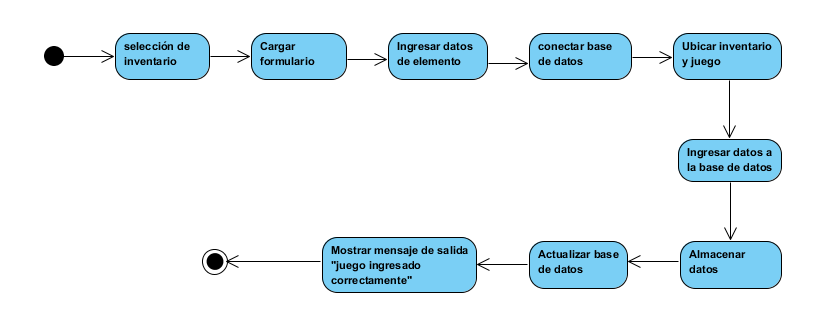 selección de
inventario
Cargar
formulario
Ingresar datos
de elemento
conectar base
de datos
Ubicar inventario
y juego
Ingresar datos a
la base de datos
Almacenar
datos
Actualizar base
de datos
Mostrar mensaje de salida
"juego ingresado
correctamente"